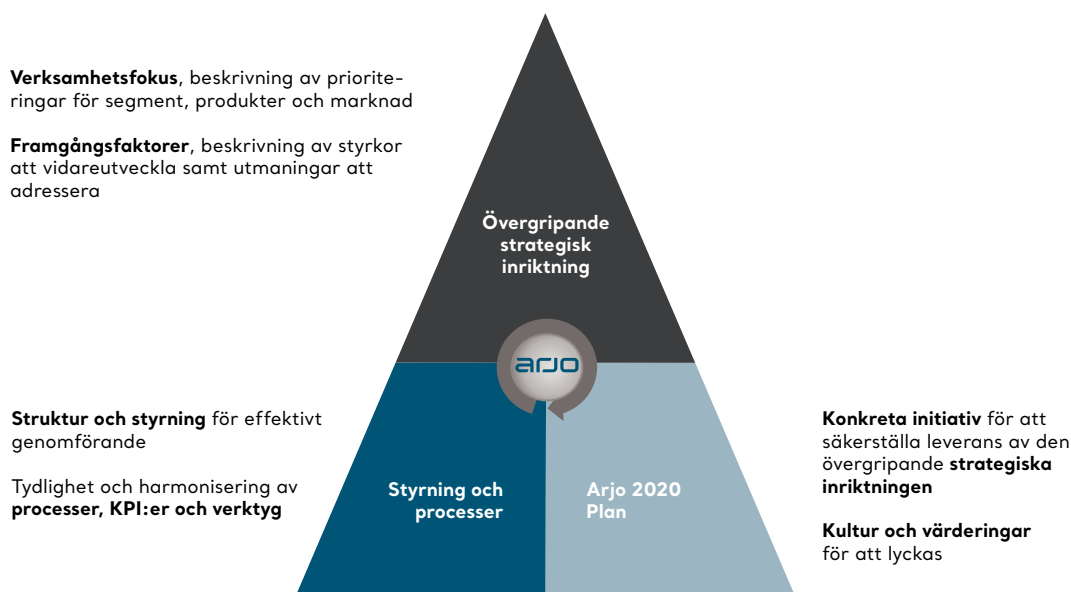 Verksamhetsfokus, beskrivning av priorite-
ringar för segment, produkter och marknad
Framgångsfaktorer, beskrivning av styrkor
att vidareutveckla samt utmaningar att
adressera
Övergripande
strategisk
inriktning
arjo
Struktur och styrning för effektivt
genomförande
Tydlighet och harmonisering av
processer, KPI:er och verktyg
Styrning och
processer
Arjo 2020
Plan
Konkreta initiativ för att
säkerställa leverans av den
övergripande strategiska
inriktningen
Kultur och värderingar
för att lyckas